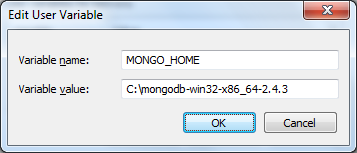 Edit User Variable
Variable name: MONGO_HOME
Variable value: C:\mongodb-win32-x86_64-2.4.3
OK Cancel